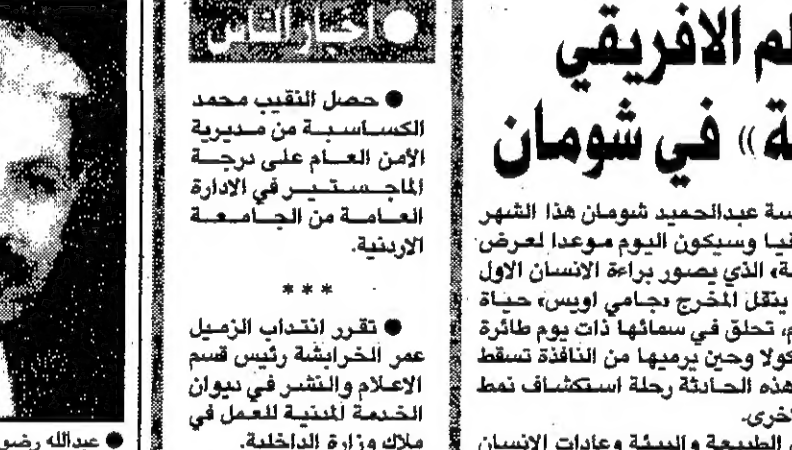 لم الافريقي
ة» في شومان
سة عبدالحميد شومان هذا الشهر
قيا وسيكون اليوم موعدا لعرض
ة» الذي يصور براءة الانسان الاول
ينقل المخرج «جامي اويس» حياة
م، تحلق في سمائها ذات يوم طائرة
كولا وحين يرميها من النافذة تسقط
هذه الحادثة رحلة استكشاف نمط
لاخرى.
الطبيعة والبيئة وعادات الانسان
● اخبار الناس
● حصل النقيب محمد
الكساسبة من مديرية
الأمن العام على درجة
الماجستير في الادارة
العامة من الجامعة
الاردنية.
***
● تقرر انتداب الزميل
عمر الخرابشة رئيس قسم
الاعلام والنشر في ديوان
الخدمة المدنية للعمل في
ملاك وزارة الداخلية.
● عبدالله رضو